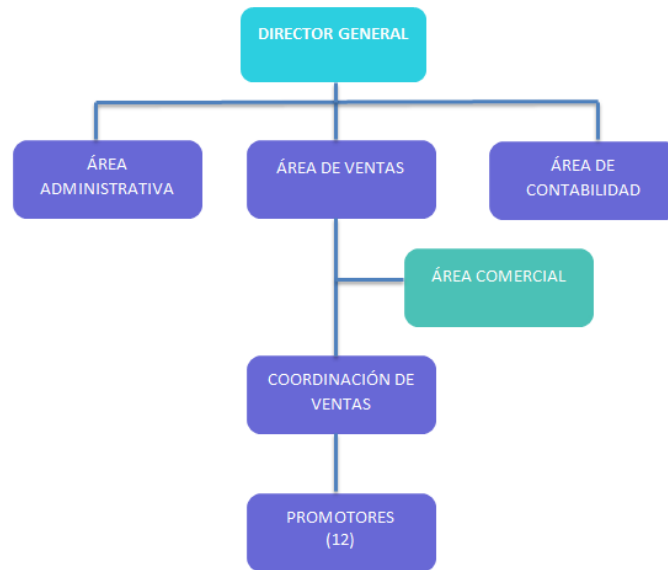 DIRECTOR GENERAL
ÁREA
ADMINISTRATIVA
ÁREA DE VENTAS
ÁREA DE
CONTABILIDAD
ÁREA COMERCIAL
COORDINACIÓN DE
VENTAS
PROMOTORES
(12)